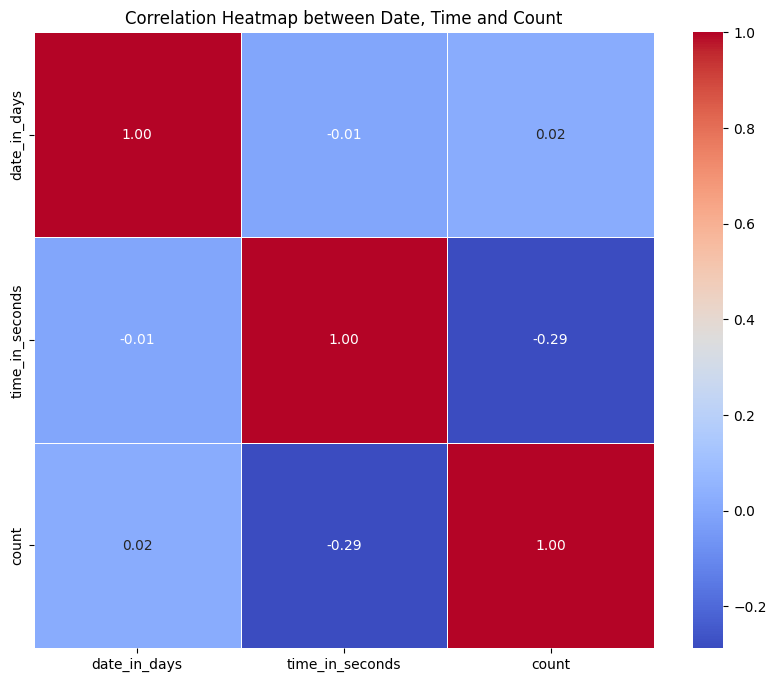 Correlation Heatmap between Date, Time and Count
date_in_days
1.00
-0.01
0.02
time_in_seconds
-0.01
1.00
-0.29
count
0.02
-0.29
1.00
date_in_days
time_in_seconds
count
1.0
0.8
0.6
0.4
0.2
0.0
−0.2